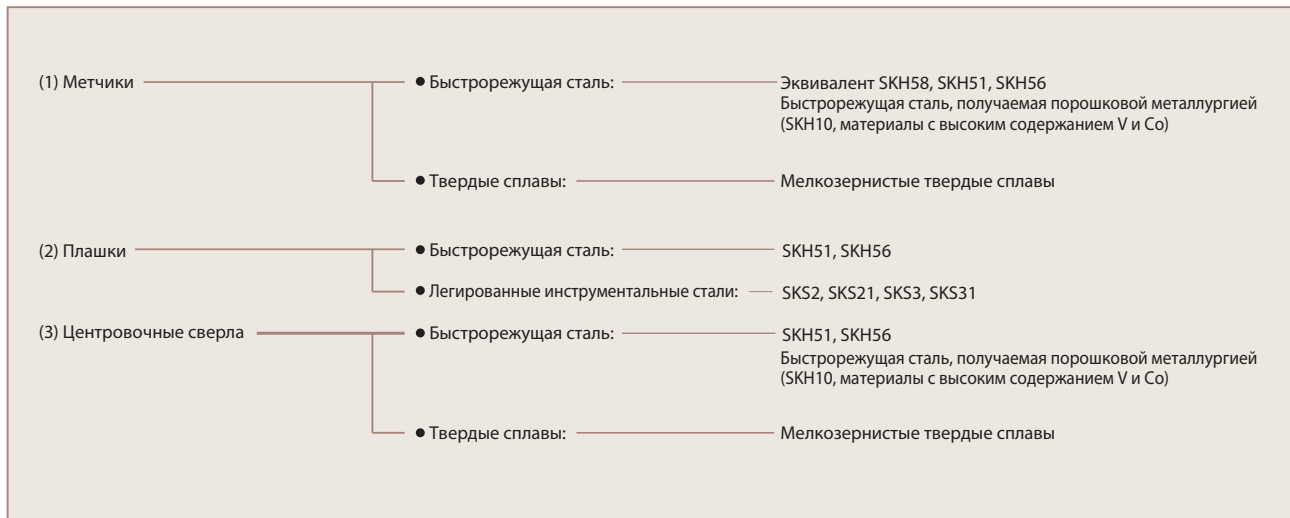 (1) Метчики
● Быстрорежущая сталь:
Эквивалент SKH58, SKH51, SKH56
Быстрорежущая сталь, получаемая порошковой металлургией
(SKH10, материалы с высоким содержанием V и Co)
● Твердые сплавы:
Мелкозернистые твердые сплавы
(2) Плашки
● Быстрорежущая сталь:
SKH51, SKH56
● Легированные инструментальные стали:
SKS2, SKS21, SKS3, SKS31
(3) Центровочные сверла
● Быстрорежущая сталь:
SKH51, SKH56
Быстрорежущая сталь, получаемая порошковой металлургией
(SKH10, материалы с высоким содержанием V и Co)
● Твердые сплавы:
Мелкозернистые твердые сплавы